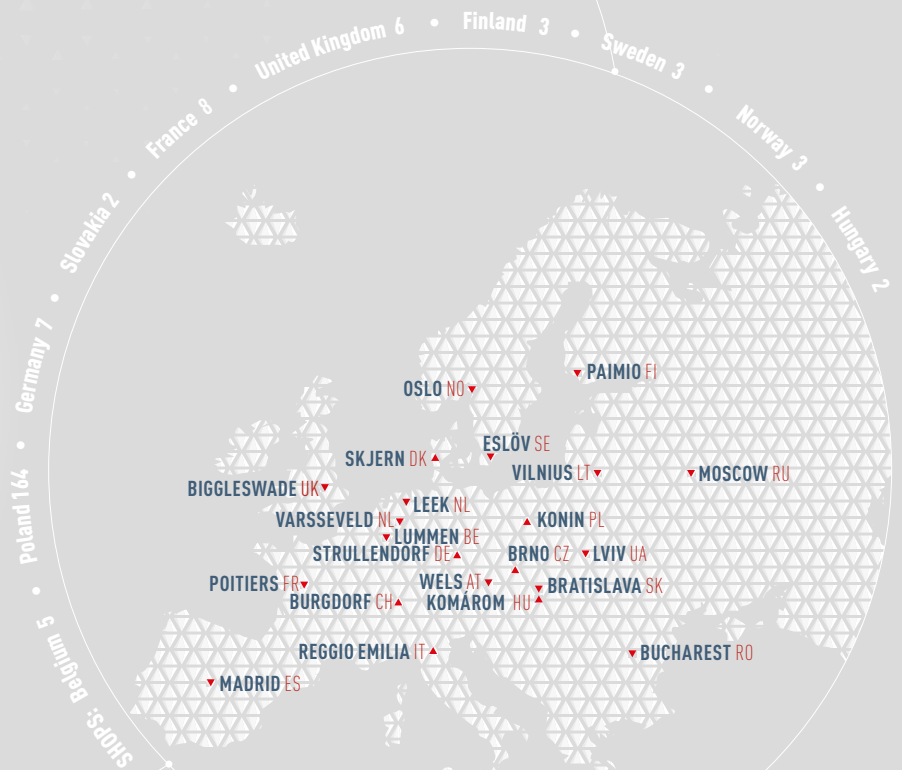 SHOPS: Belgium 5 • Poland 164 • Germany 7 • Slovakia 2 • France 8 • United Kingdom 6 • Finland 3 • Sweden 3 • Norway 3 • Hungary 2
PAIMIO FI
OSLO NO
ESLÖV SE
SKJERN DK
VILNIUS LT
MOSCOW RU
BIGGLESWADE UK
LEEK NL
VARSSEVELD NL
KONIN PL
LUMMEN BE
STRULLENDORF DE
BRNO CZ
LVIV UA
POITIERS FR
WELS AT
BRATISLAVA SK
BURGDORF CH
KOMÁROM HU
REGGIO EMILIA IT
BUCHAREST RO
MADRID ES